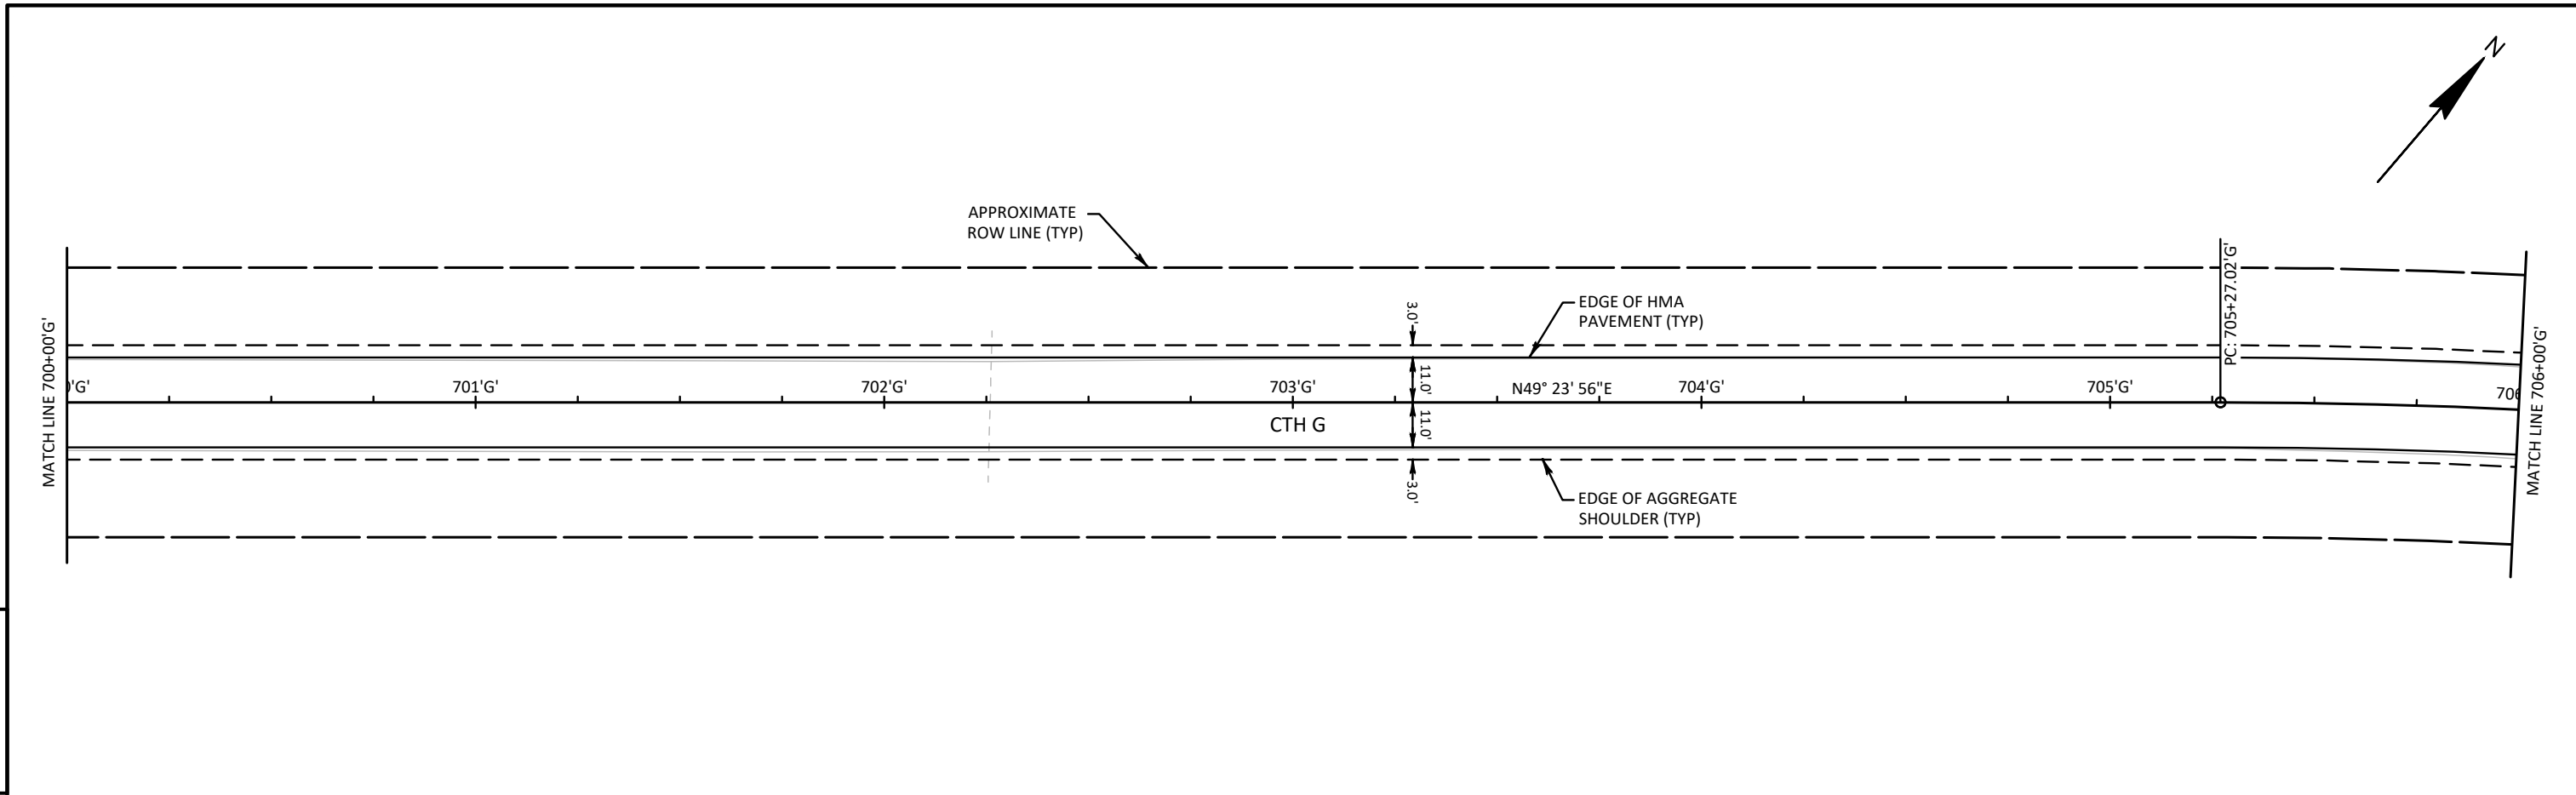 N
APPROXIMATE
ROW LINE (TYP)
EDGE OF HMA
PAVEMENT (TYP)
3.0'
PC: 705+27.02'G'
MATCH LINE 700+00'G'
0'G'
701'G'
702'G'
703'G'
11.0'
N49° 23' 56"E
704'G'
705'G'
706
MATCH LINE 706+00'G'
CTH G
11.0'
3.0'
EDGE OF AGGREGATE
SHOULDER (TYP)